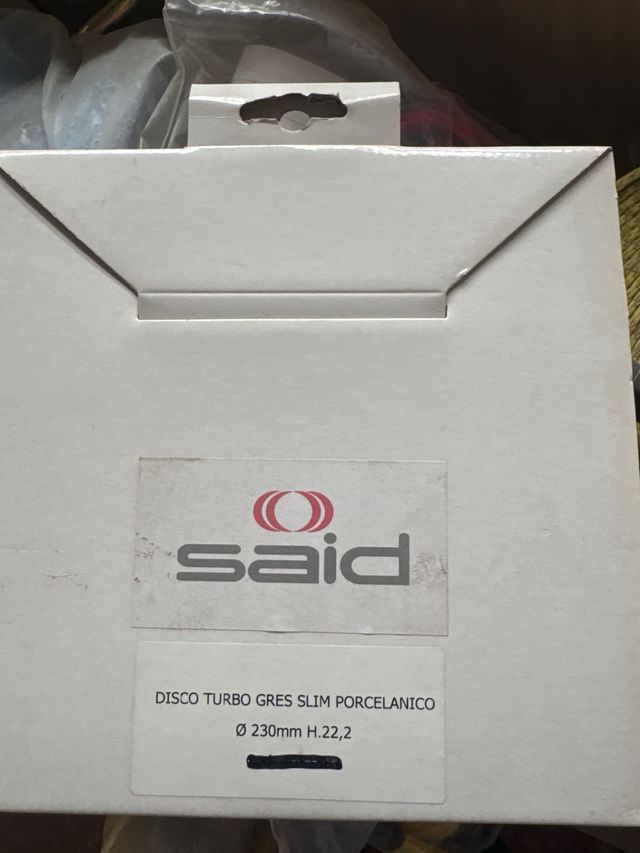 said
DISCO TURBO GRES SLIM PORCELANICO
Ø 230mm H.22,2